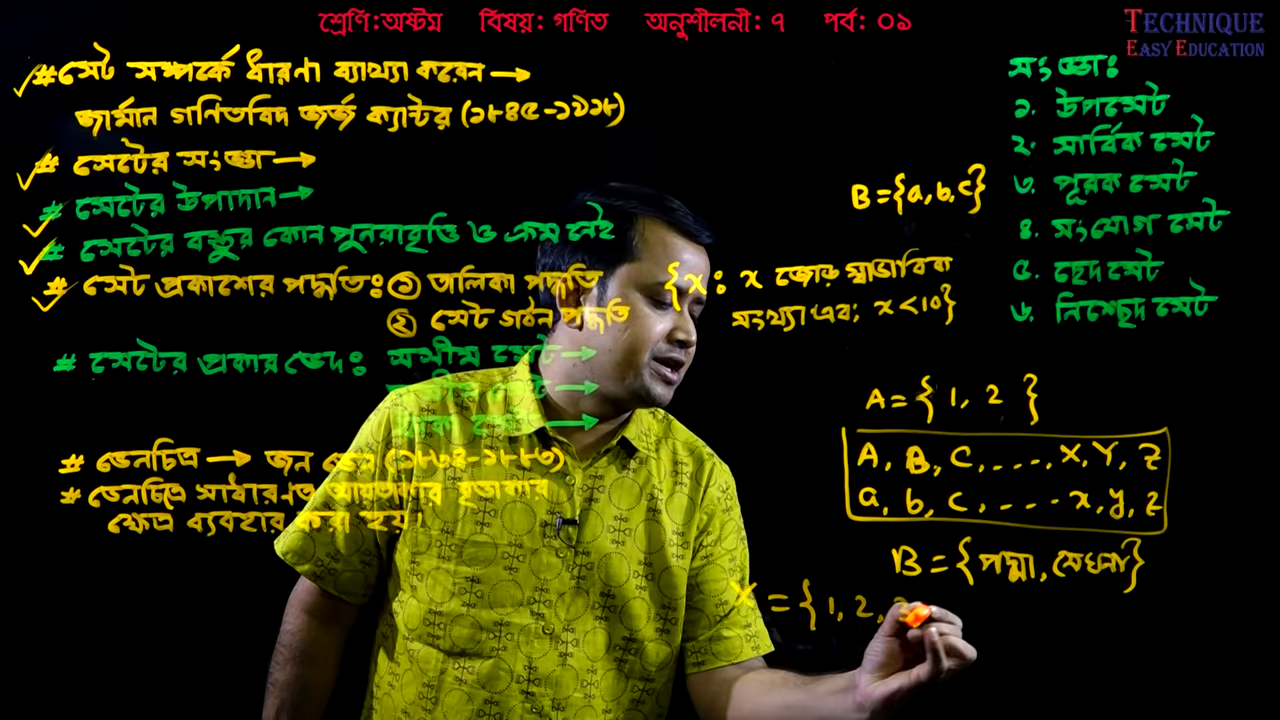 শ্রেণি:অষ্টম বিষয়: গণিত অনুশীলনী: ৭ পর্ব: ০১
TECHNIQUE
EASY EDUCATION
# সেট সম্পর্কে ধারণা ব্যাখ্যা করেন →
জার্মান গণিতবিদ জর্জ ক্যান্টর (১৮৪৫-১৯১৮)
# সেটের সংজ্ঞা →
# সেটের উপাদান →
# সেটের বস্তুর কোন পুনরাবৃত্তি ও ক্রম নেই
# সেট প্রকাশের পদ্ধতি: ① তালিকা পদ্ধতি
② সেট গঠন পদ্ধতি
# সেটের প্রকার ভেদ: অসীম সেট →
সেট →
সেট →
# ভেনচিত্র → জন ভেন (১৮৩৪-১৮৮৩)
# ভেনচিত্রে সাধারণত আয়তাকার বৃত্তাকার
ক্ষেত্র ব্যবহার করা হয়।
B = {a, b, c}
{x : x জোড় স্বাভাবিক
সংখ্যা এবং x < 10}
A = { 1, 2 }
A, B, C, ...., X, Y, Z
a, b, c, .... x, y, z
B = {পদ্মা, মেঘনা}
X = {1, 2,
সংজ্ঞা:
১. উপসেট
২. সার্বিক সেট
৩. পূরক সেট
৪. সংযোগ সেট
৫. ছেদ সেট
৬. নিশ্ছেদ সেট